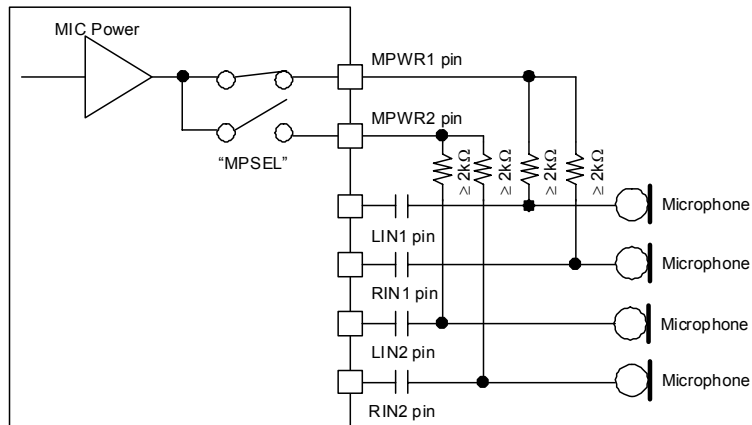 MIC Power
MPWR1 pin
MPWR2 pin
“MPSEL”
≥ 2kΩ
≥ 2kΩ
≥ 2kΩ
≥ 2kΩ
Microphone
LIN1 pin
Microphone
RIN1 pin
Microphone
LIN2 pin
Microphone
RIN2 pin